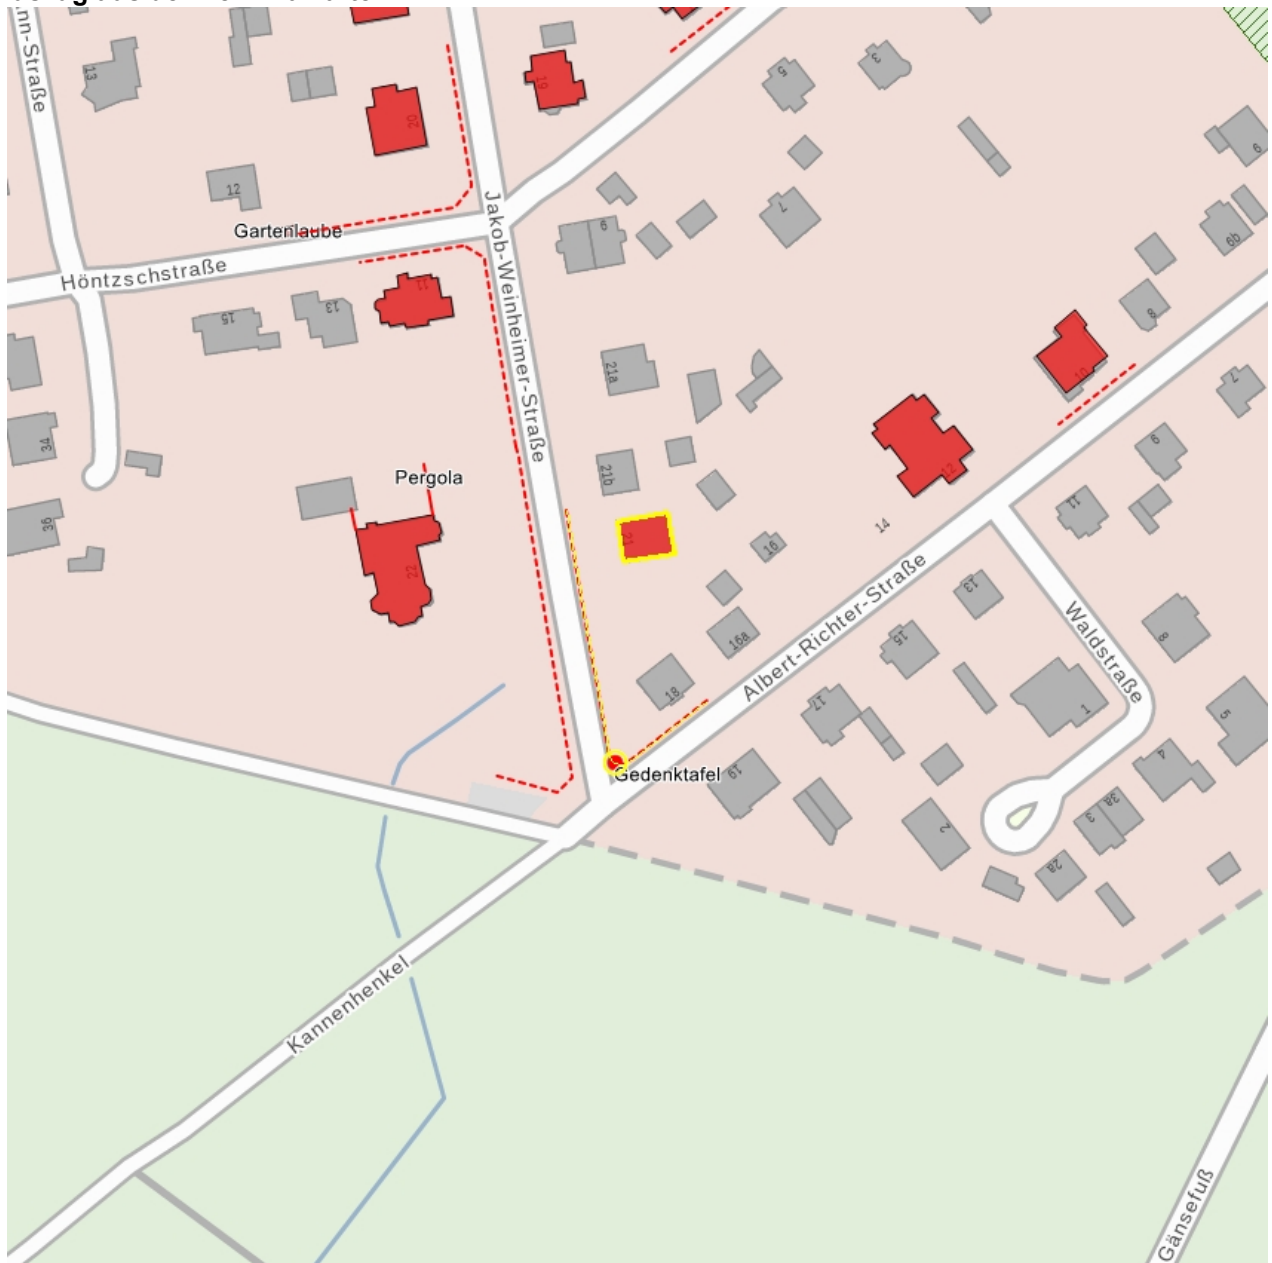 nn-Straße
13
19
20
5
3
6
12
Gartenlaube
Jakob-Weinheimer-Straße
9
7
6b
Höntzschstraße
11
13
15
8
10
7
21a
34
9
12
21b
Pergola
11
14
36
21
16
22
Albert-Richter-Straße
13
Waldstraße
16a
15
8
18
17
1
5
4
Gedenktafel
19
3a
3
2
2a
Kannenhenkel
Gänsefuß